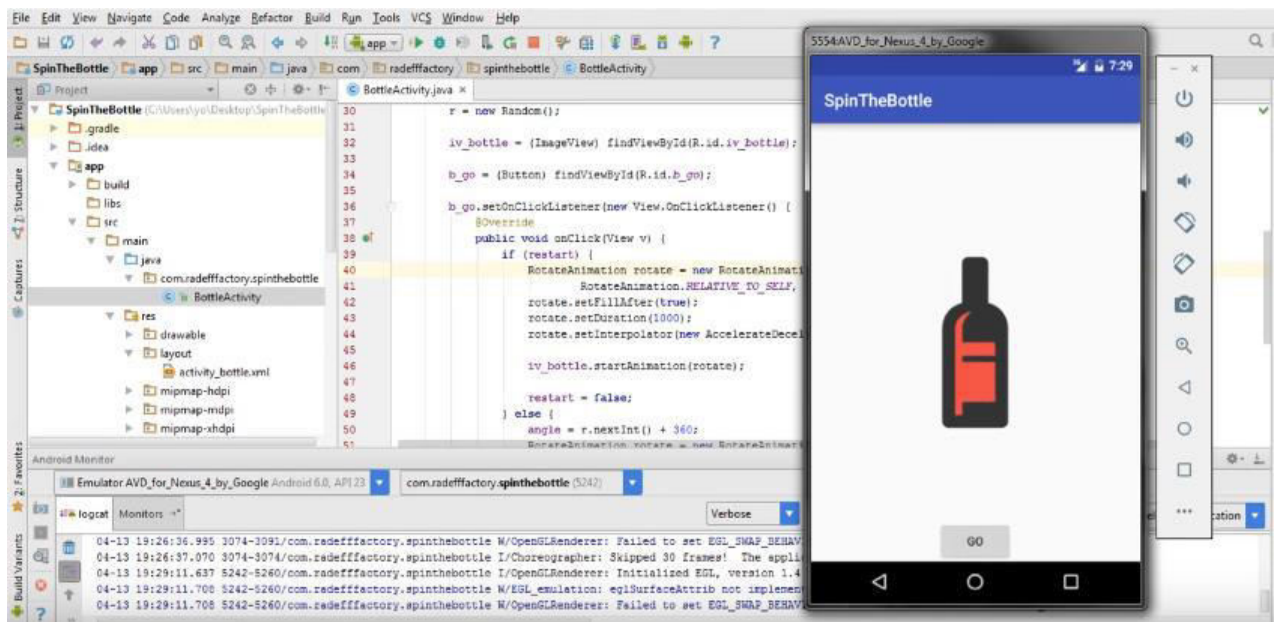 File Edit View Navigate Code Analyze Refactor Build Run Tools VCS Window Help
app
SpinTheBottle app src main java com radefffactory spinthebottle BottleActivity
1: Project
Project
SpinTheBottle (C:\Users\yo\Desktop\SpinTheBottle
.gradle
.idea
app
build
libs
src
main
java
com.radefffactory.spinthebottle
BottleActivity
res
drawable
layout
activity_bottle.xml
mipmap-hdpi
mipmap-mdpi
mipmap-xhdpi
7: Structure
Captures
2: Favorites
Build Variants
BottleActivity.java ×
30 r = new Random();
31
32 iv_bottle = (ImageView) findViewById(R.id.iv_bottle);
33
34 b_go = (Button) findViewById(R.id.b_go);
35
36 b_go.setOnClickListener(new View.OnClickListener() {
37 @Override
38 public void onClick(View v) {
39 if (restart) {
40 RotateAnimation rotate = new RotateAnimati
41 RotateAnimation.RELATIVE_TO_SELF,
42 rotate.setFillAfter(true);
43 rotate.setDuration(1000);
44 rotate.setInterpolator(new AccelerateDecel
45
46 iv_bottle.startAnimation(rotate);
47
48 restart = false;
49 } else {
50 angle = r.nextInt() + 360;
51 RotateAnimation rotate = new RotateAnimati
5554:AVD_for_Nexus_4_by_Google
7:29
SpinTheBottle
GO
Android Monitor
Emulator AVD_for_Nexus_4_by_Google Android 6.0, API 23
com.radefffactory.spinthebottle (5242)
logcat Monitors
Verbose
cation
04-13 19:26:36.995 3074-3091/com.radefffactory.spinthebottle W/OpenGLRenderer: Failed to set EGL_SWAP_BEHAV
04-13 19:26:37.070 3074-3074/com.radefffactory.spinthebottle I/Choreographer: Skipped 30 frames! The appli
04-13 19:29:11.637 5242-5260/com.radefffactory.spinthebottle I/OpenGLRenderer: Initialized EGL, version 1.4
04-13 19:29:11.708 5242-5260/com.radefffactory.spinthebottle W/EGL_emulation: eglSurfaceAttrib not implemen
04-13 19:29:11.708 5242-5260/com.radefffactory.spinthebottle W/OpenGLRenderer: Failed to set EGL_SWAP_BEHAV